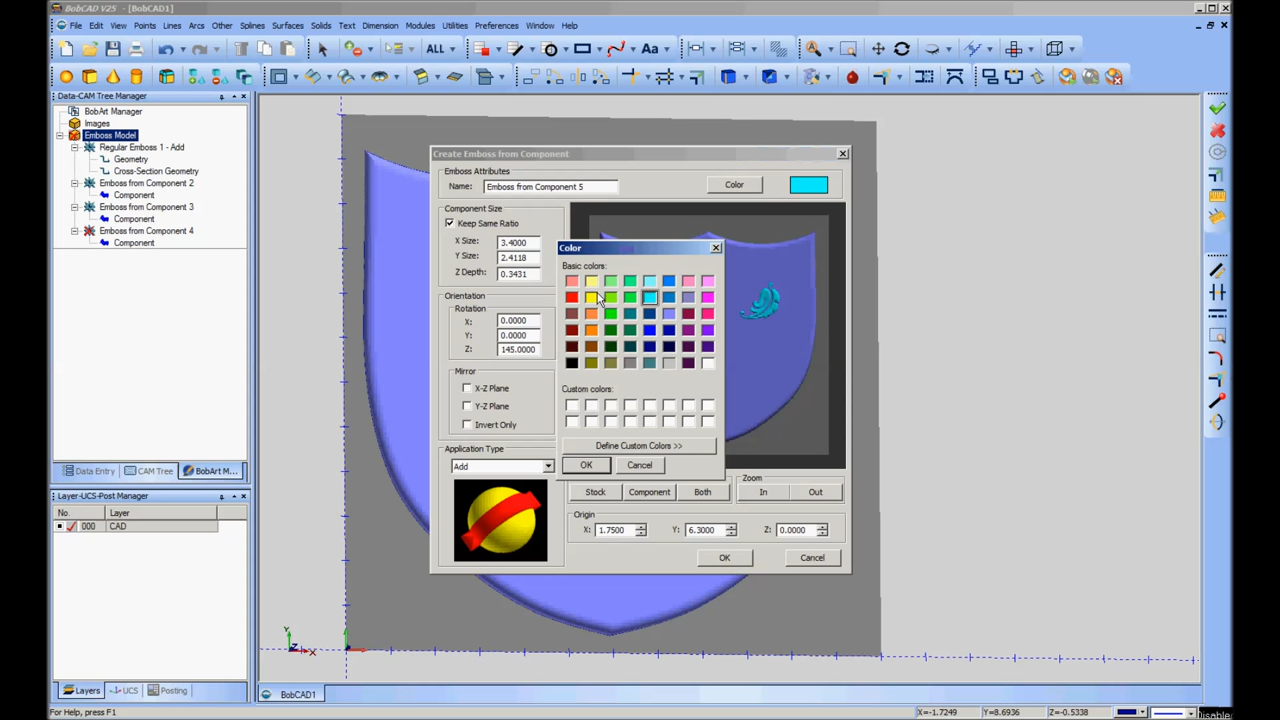 BobCAD V25 - [BobCAD1]
File Edit View Points Lines Arcs Other Splines Surfaces Solids Text Dimension Modules Utilities Preferences Window Help
ALL
Aa
Data-CAM Tree Manager
BobArt Manager
Images
Emboss Model
Regular Emboss 1 - Add
Geometry
Cross-Section Geometry
Emboss from Component 2
Component
Emboss from Component 3
Component
Emboss from Component 4
Component
Data Entry CAM Tree BobArt M...
Layer-UCS-Post Manager
No. Layer
000 CAD
Layers UCS Posting
Create Emboss from Component
Emboss Attributes
Name: Emboss from Component 5 Color
Component Size
Keep Same Ratio
X Size: 3.4000
Y Size: 2.4118
Z Depth: 0.3431
Orientation
Rotation
X: 0.0000
Y: 0.0000
Z: 145.0000
Mirror
X-Z Plane
Y-Z Plane
Invert Only
Application Type
Add
Color
Basic colors:
Custom colors:
Define Custom Colors >>
OK Cancel
Stock Component Both
Zoom
In Out
Origin
X: 1.7500 Y: 6.3000 Z: 0.0000
OK Cancel
Y
Z
X
BobCAD1
For Help, press F1
X=-1.7249 Y=8.6936 Z=-0.5338
Disable